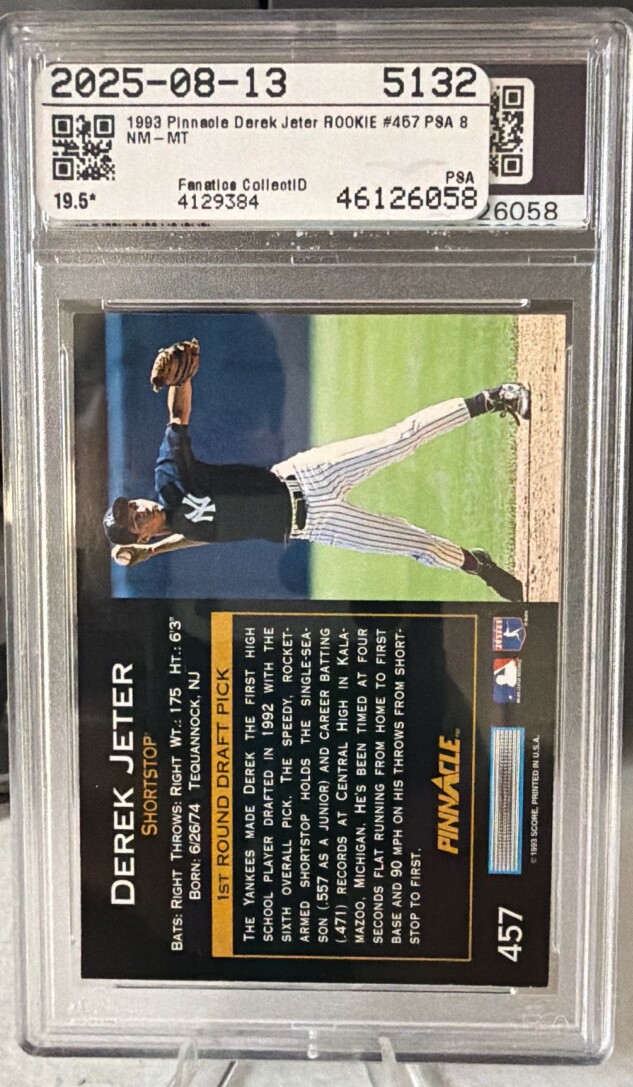 2025-08-13 5132
1993 Pinnacle Derek Jeter ROOKIE #457 PSA 8
NM-MT
19.5*
Fanatics CollectID
4129384
PSA
46126058
26058
DEREK JETER
SHORTSTOP
BATS: RIGHT THROWS: RIGHT WT.: 175 HT.: 6'3"
BORN: 6/26/74 TEQUANNOCK, NJ
1ST ROUND DRAFT PICK
THE YANKEES MADE DEREK THE FIRST HIGH
SCHOOL PLAYER DRAFTED IN 1992 WITH THE
SIXTH OVERALL PICK. THE SPEEDY, ROCKET-
ARMED SHORTSTOP HOLDS THE SINGLE-SEA-
SON (.557 AS A JUNIOR) AND CAREER BATTING
(.471) RECORDS AT CENTRAL HIGH IN KALA-
MAZOO, MICHIGAN. HE'S BEEN TIMED AT FOUR
SECONDS FLAT RUNNING FROM HOME TO FIRST
BASE AND 90 MPH ON HIS THROWS FROM SHORT-
STOP TO FIRST.
PINNACLE™
NY
457
© 1993 SCORE, PRINTED IN U.S.A.